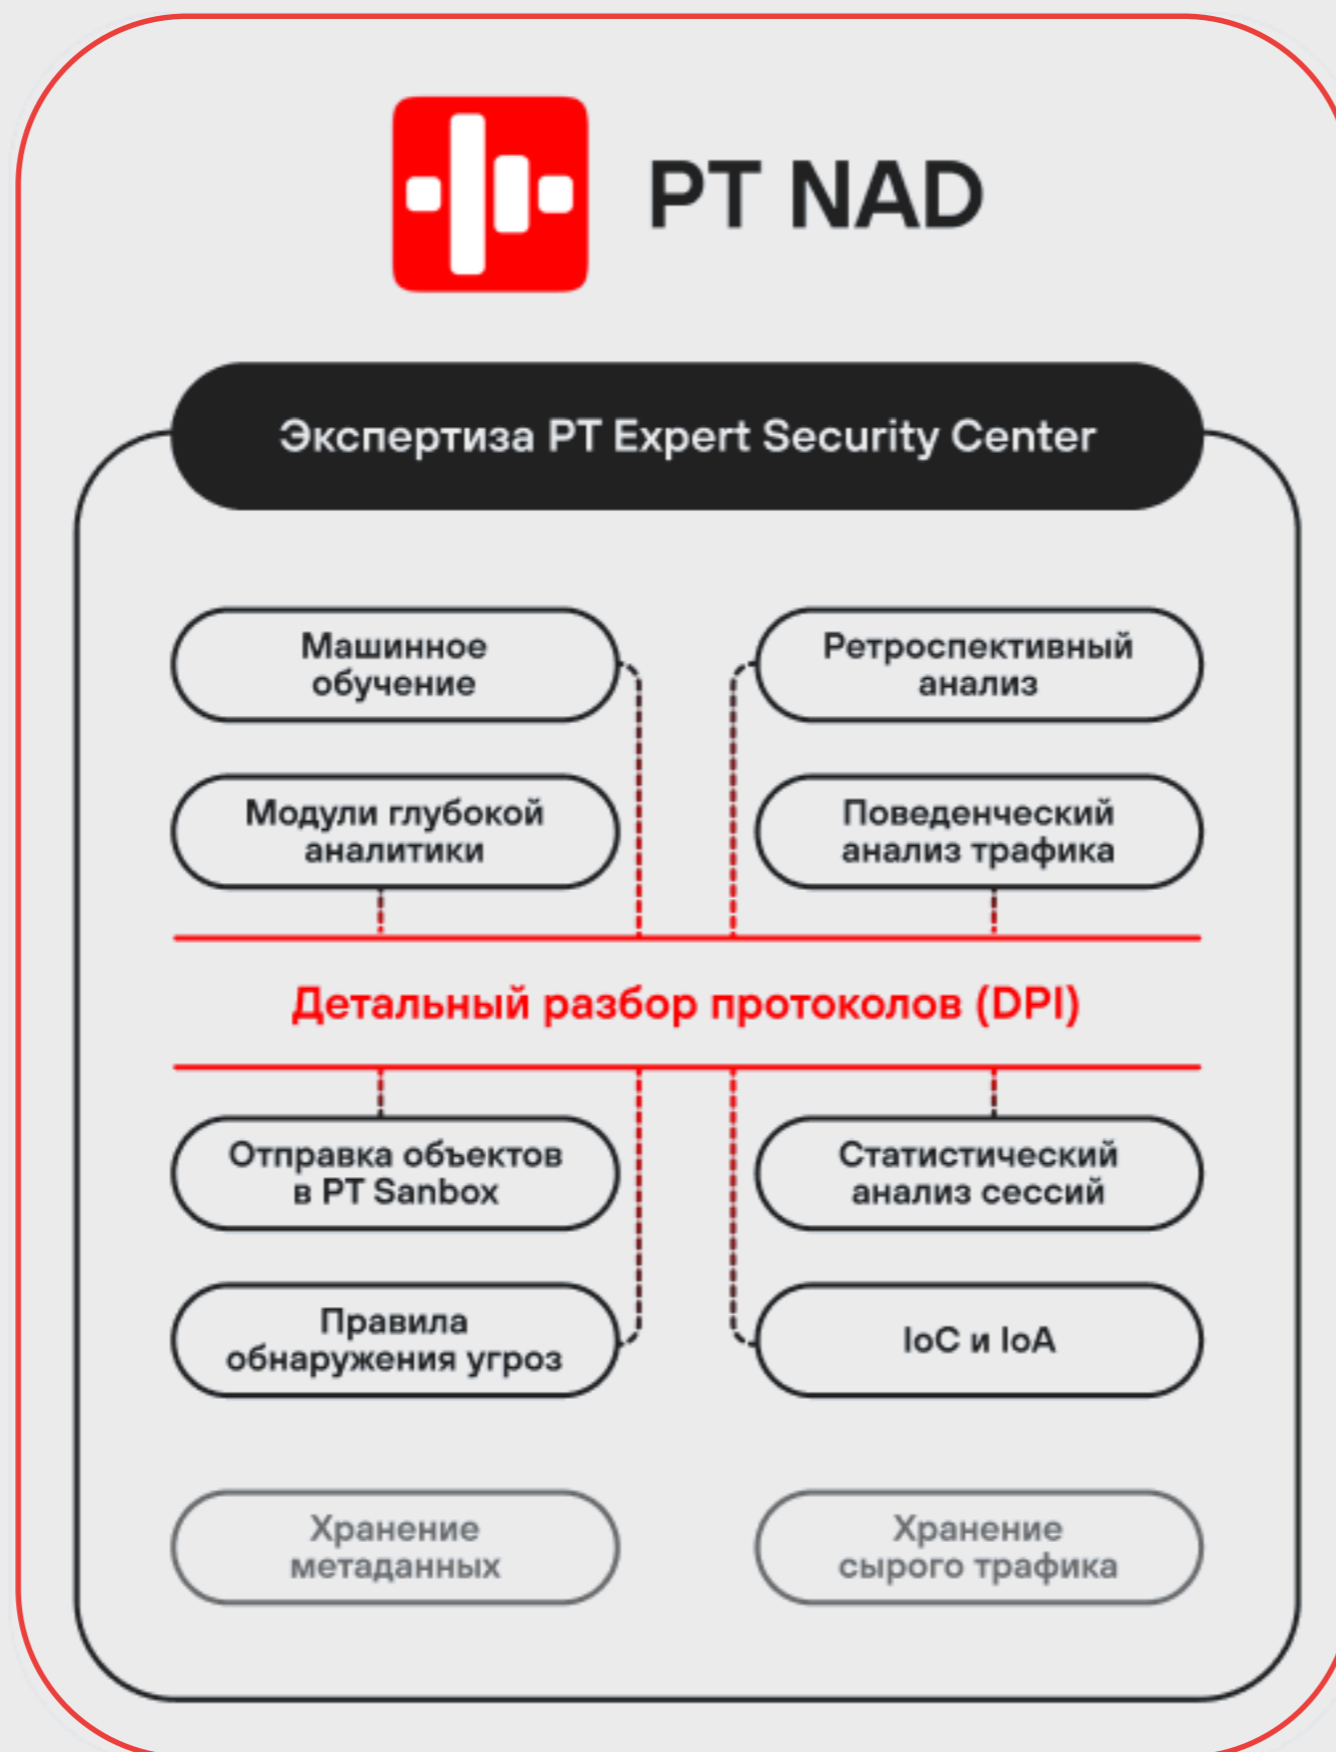 PT NAD
Экспертиза PT Expert Security Center
Машинное
обучение
Ретроспективный
анализ
Модули глубокой
аналитики
Поведенческий
анализ трафика
Детальный разбор протоколов (DPI)
Отправка объектов
в PT Sanbox
Статистический
анализ сессий
Правила
обнаружения угроз
IoC и IoA
Хранение
метаданных
Хранение
сырого трафика